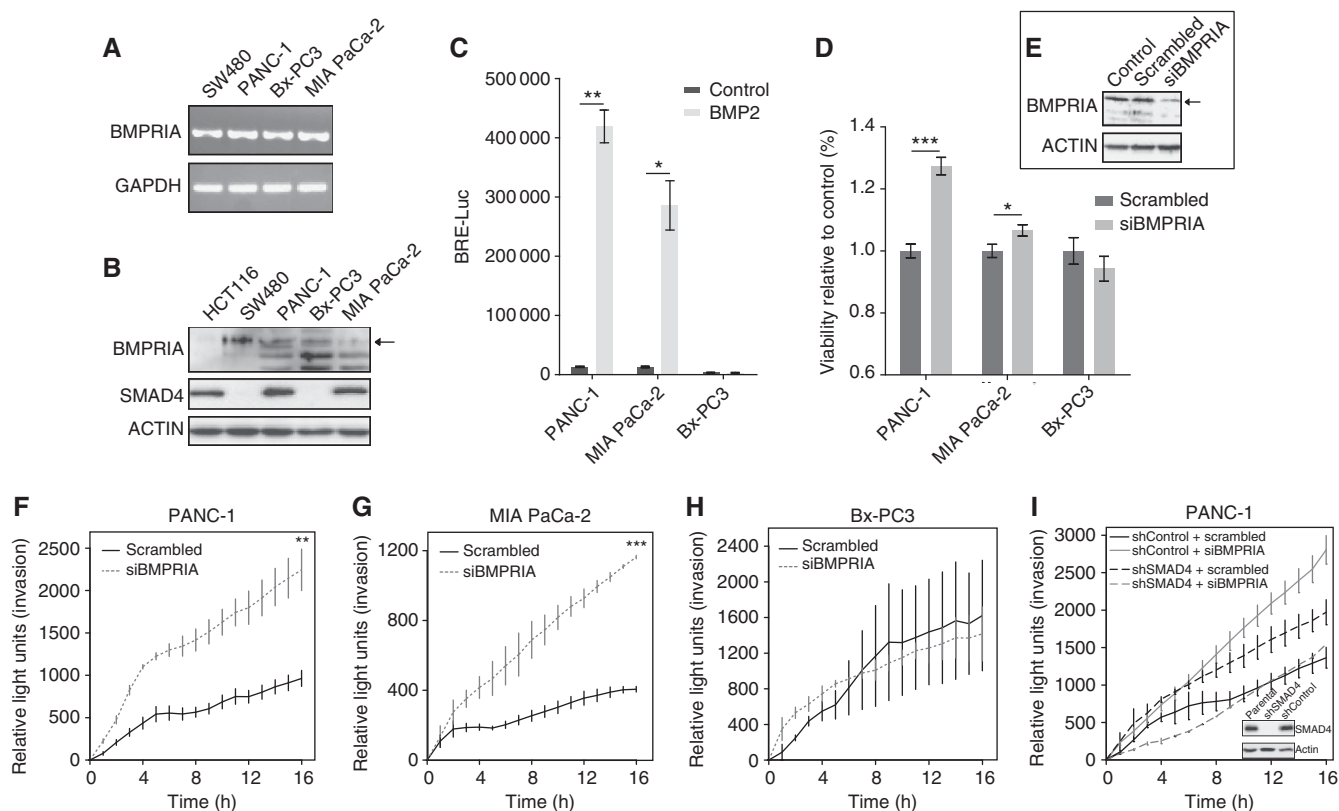 A
SW480
PANC-1
Bx-PC3
MIA PaCa-2
BMPRIA
GAPDH
B
HCT116
SW480
PANC-1
Bx-PC3
MIA PaCa-2
BMPRIA
SMAD4
ACTIN
C
BRE-Luc
500 000
400 000
300 000
200 000
100 000
0
Control
BMP2
**
*
PANC-1
MIA PaCa-2
Bx-PC3
D
Viability relative to control (%)
1.4
1.2
1.0
0.8
0.6
***
*
Scrambled
siBMPRIA
PANC-1
MIA PaCa-2
Bx-PC3
E
Control
Scrambled
siBMPRIA
BMPRIA
ACTIN
F
PANC-1
Relative light units (invasion)
2500
2000
1500
1000
500
0
Scrambled
siBMPRIA
**
0 4 8 12 16
Time (h)
G
MIA PaCa-2
Relative light units (invasion)
1200
800
400
0
Scrambled
siBMPRIA
***
0 4 8 12 16
Time (h)
H
Bx-PC3
Relative light units (invasion)
2400
2000
1600
1200
800
400
0
Scrambled
siBMPRIA
0 4 8 12 16
Time (h)
I
PANC-1
Relative light units (invasion)
3000
2500
2000
1500
1000
500
0
shControl + scrambled
shControl + siBMPRIA
shSMAD4 + scrambled
shSMAD4 + siBMPRIA
Parental
shSMAD4
shControl
SMAD4
Actin
0 4 8 12 16
Time (h)